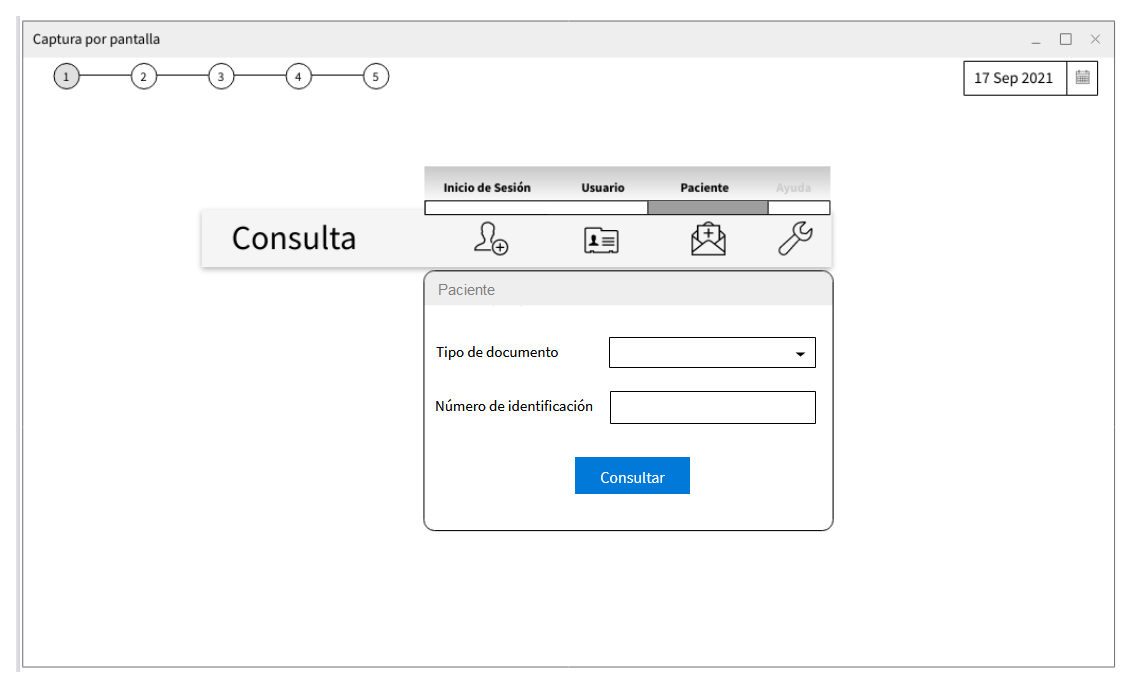 Captura por pantalla
1 2 3 4 5
17 Sep 2021
Inicio de Sesión Usuario Paciente Ayuda
Consulta
Paciente
Tipo de documento
Número de identificación
Consultar